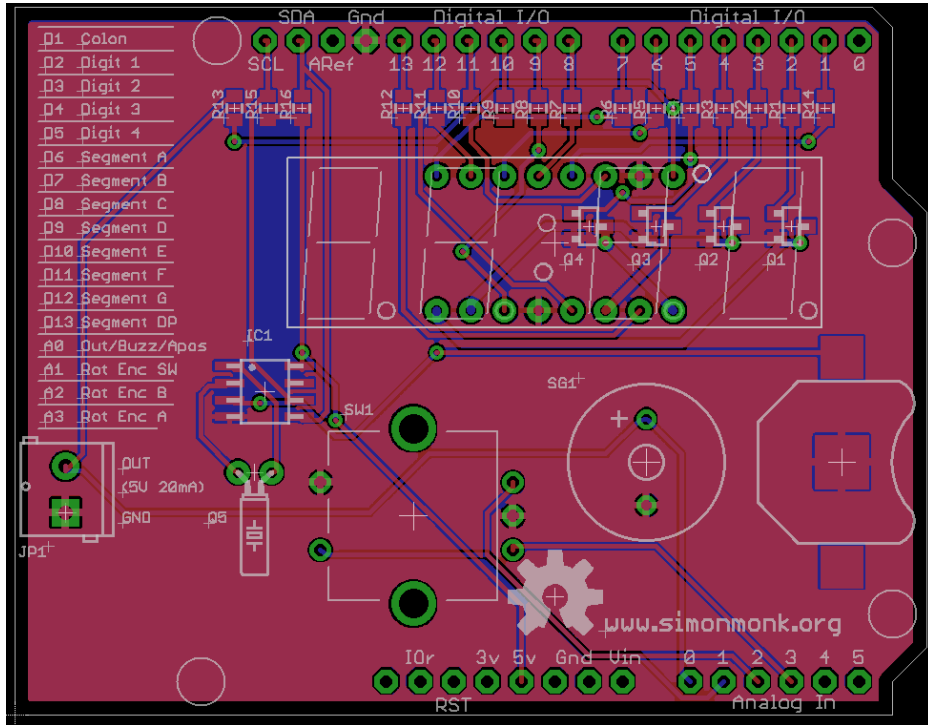 SDA Gnd Digital I/O Digital I/O
SCL ARef 13 12 11 10 9 8 7 6 5 4 3 2 1 0
R13 R15 R16 R12 R11 R10 R9 R8 R7 R6 R5 R3 R2 R1 R14
D1 Colon
D2 Digit 1
D3 Digit 2
D4 Digit 3
D5 Digit 4
D6 Segment A
D7 Segment B
D8 Segment C
D9 Segment D
D10 Segment E
D11 Segment F
D12 Segment G
D13 Segment DP
A0 Out/Buzz/Apas
A1 Rot Enc SW
A2 Rot Enc B
A3 Rot Enc A
Q4 Q3 Q2 Q1
IC1
SG1
SW1
+
OUT
(5V 20mA)
GND
JP1
Q5
www.simonmonk.org
IOr 3v 5v Gnd Vin 0 1 2 3 4 5
RST Analog In